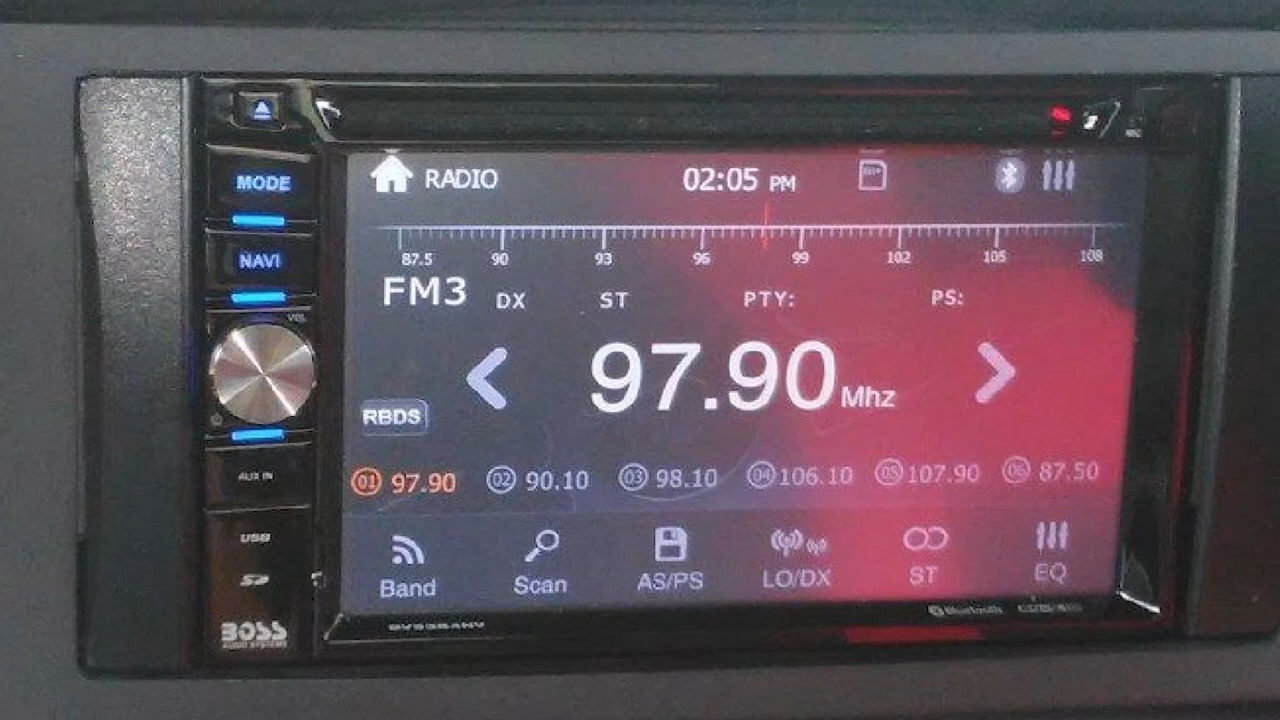 RADIO 02:05 PM
MODE
NAVI
87.5 90 93 96 99 102 105 108
FM3 DX ST PTY: PS:
VOL
97.90 Mhz
RBDS
01 97.90 02 90.10 03 98.10 04 106.10 05 107.90 06 87.50
AUX IN
USB
Band Scan AS/PS LO/DX ST EQ
Bluetooth
BOSS
AUDIO SYSTEMS